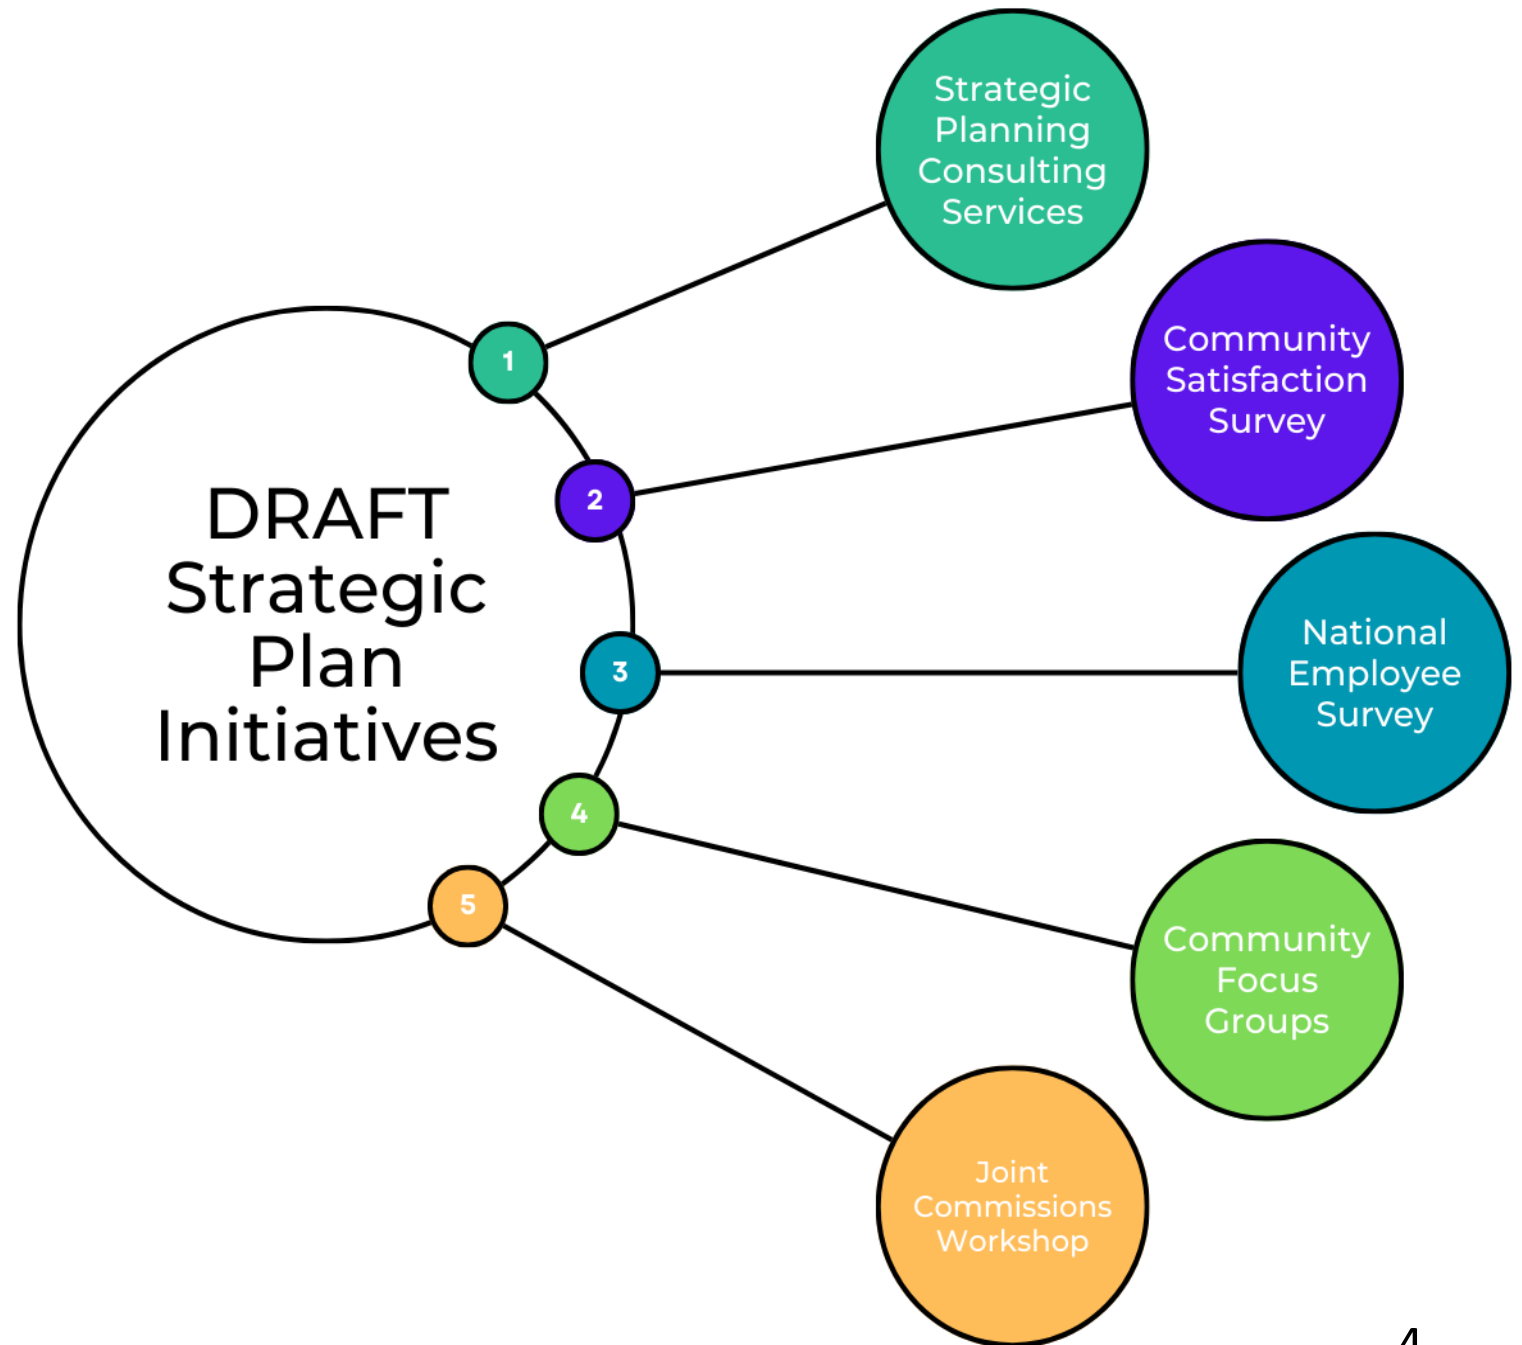 DRAFT
Strategic
Plan
Initiatives
1
Strategic
Planning
Consulting
Services
2
Community
Satisfaction
Survey
3
National
Employee
Survey
4
Community
Focus
Groups
5
Joint
Commissions
Workshop
4